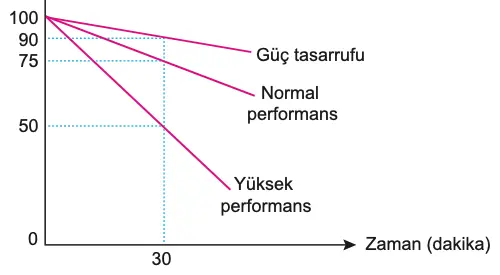 100
90
75
50
0
30
Güç tasarrufu
Normal
performans
Yüksek
performans
Zaman (dakika)